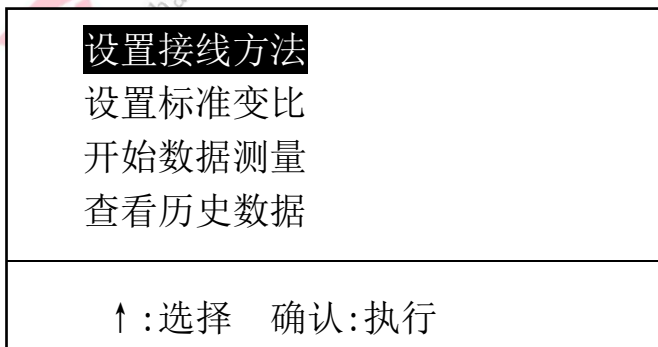 设置接线方法
设置标准变比
开始数据测量
查看历史数据
↑:选择 确认:执行